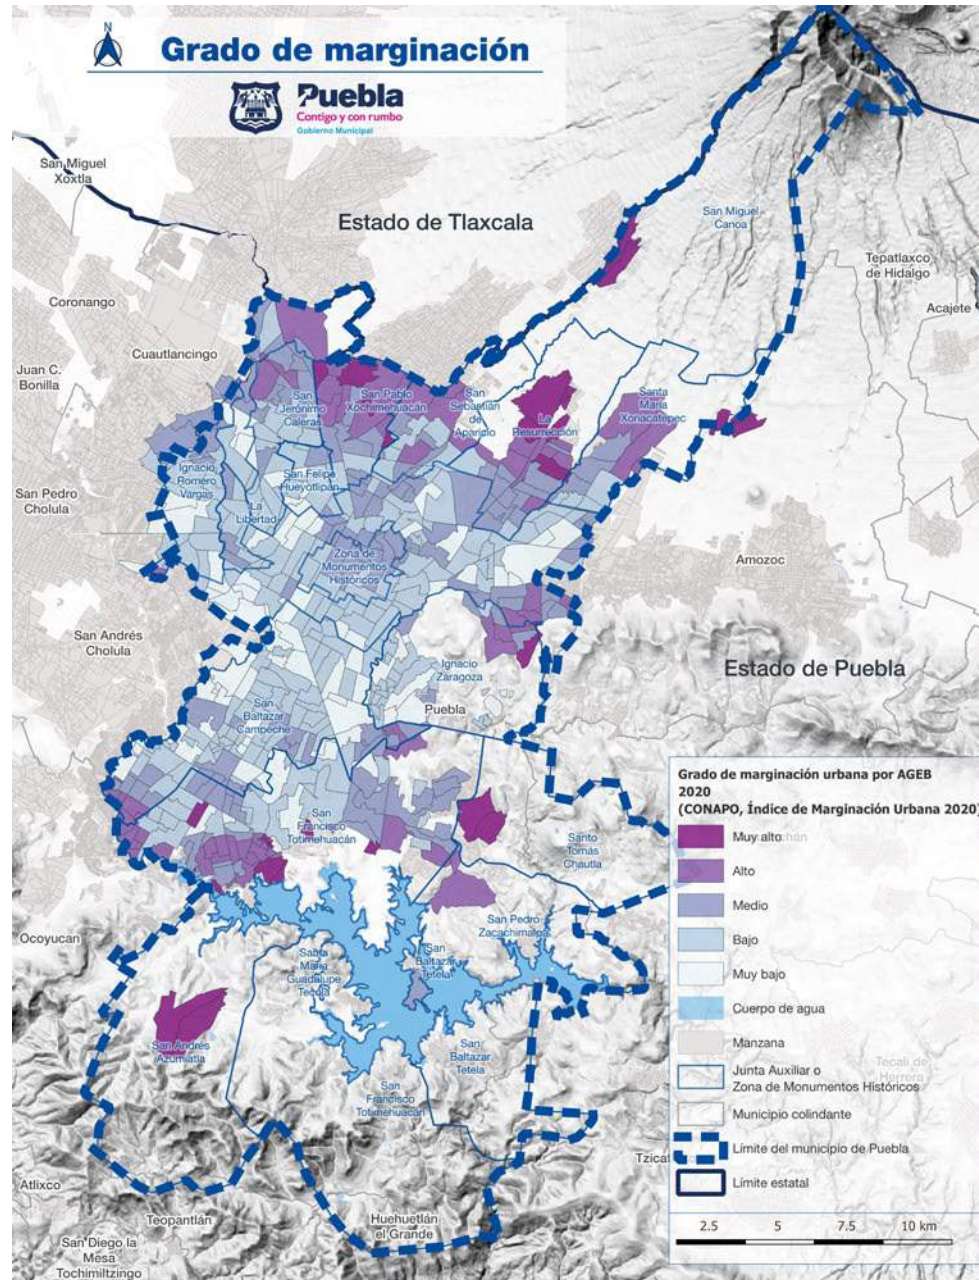 N
Grado de marginación
Puebla
Contigo y con rumbo
Gobierno Municipal
San Miguel
Xoxtla
Estado de Tlaxcala
San Miguel
Canoa
Tepatlaxco
de Hidalgo
Acajete
Coronango
Cuautlancingo
Juan C.
Bonilla
San
Jerónimo
Caleras
San Pablo
Xochimehuacán
San
Sebastián
de
Aparicio
La
Resurrección
Santa
María
Xonacatepec
Ignacio
Romero
Vargas
San Felipe
Hueyotlipan
San Pedro
Cholula
La
Libertad
Zona de
Monumentos
Históricos
Amozoc
San Andrés
Cholula
Ignacio
Zaragoza
Estado de Puebla
Puebla
San
Baltazar
Campeche
San
Francisco
Totimehuacán
Santo
Tomás
Chautla
Ocoyucan
San Pedro
Zacachimalpa
Santa
María
Guadalupe
Tecola
San
Baltazar
Tetela
San Andrés
Azumiatla
San
Baltazar
Tetela
San
Francisco
Totimehuacán
Atlixco
Teopantlán
Huehuetlán
el Grande
San Diego la
Mesa
Tochimiltzingo
Grado de marginación urbana por AGEB
2020
(CONAPO, Índice de Marginación Urbana 2020)
Muy alto
Alto
Medio
Bajo
Muy bajo
Cuerpo de agua
Manzana
Tecali de
Herrera
Junta Auxiliar o
Zona de Monumentos Históricos
Municipio colindante
Límite del municipio de Puebla
Límite estatal
2.5 5 7.5 10 km